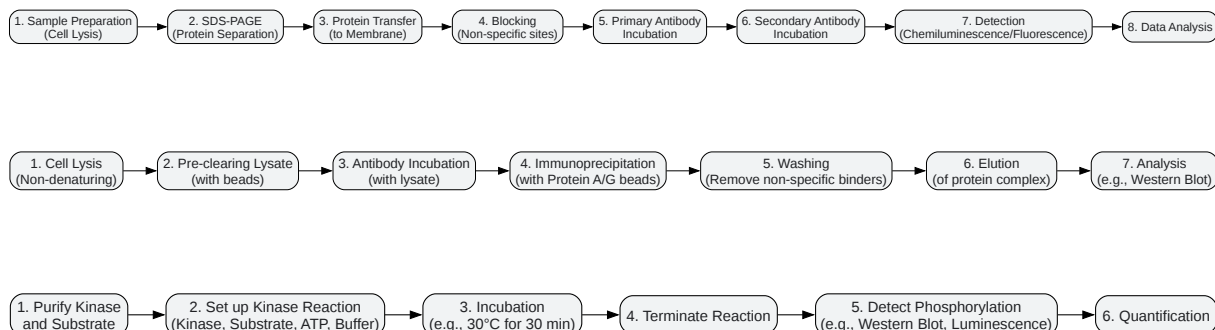 1. Sample Preparation
(Cell Lysis)
2. SDS-PAGE
(Protein Separation)
3. Protein Transfer
(to Membrane)
4. Blocking
(Non-specific sites)
5. Primary Antibody
Incubation
6. Secondary Antibody
Incubation
7. Detection
(Chemiluminescence/Fluorescence)
8. Data Analysis
1. Cell Lysis
(Non-denaturing)
2. Pre-clearing Lysate
(with beads)
3. Antibody Incubation
(with lysate)
4. Immunoprecipitation
(with Protein A/G beads)
5. Washing
(Remove non-specific binders)
6. Elution
(of protein complex)
7. Analysis
(e.g., Western Blot)
1. Purify Kinase
and Substrate
2. Set up Kinase Reaction
(Kinase, Substrate, ATP, Buffer)
3. Incubation
(e.g., 30°C for 30 min)
4. Terminate Reaction
5. Detect Phosphorylation
(e.g., Western Blot, Luminescence)
6. Quantification